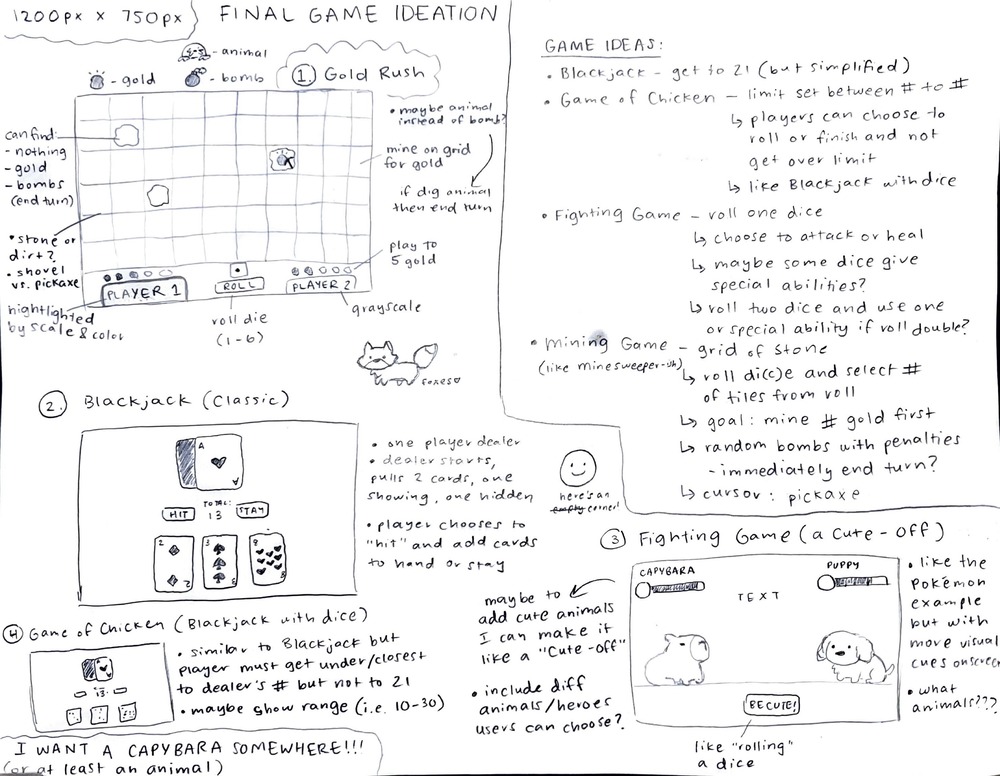 1200px x 750px
FINAL GAME IDEATION
- animal
- gold
- bomb
1. Gold Rush
can find:
- nothing
- gold
- bombs
(end turn)
• stone or
dirt?
• shovel
vs. pickaxe
hightlighted
by scale & color
• maybe animal
instead of bomb?
mine on grid
for gold
if dig animal
then end turn
play to
5 gold
PLAYER 1
ROLL
PLAYER 2
roll die
(1-6)
grayscale
foxes
GAME IDEAS:
• Blackjack - get to 21 (but simplified)
• Game of Chicken - limit set between # to #
↳ players can choose to
roll or finish and not
get over limit
↳ like Blackjack with dice
• Fighting Game - roll one dice
↳ choose to attack or heal
↳ maybe some dice give
special abilities?
↳ roll two dice and use one
or special ability if roll double?
• Mining Game - grid of stone
(like minesweeper-ish)
↳ roll di(c)e and select #
of tiles from roll
↳ goal: mine # gold first
↳ random bombs with penalties
- immediately end turn?
↳ cursor: pickaxe
2. Blackjack (Classic)
A
A
TOTAL:
HIT
13
STAY
2
2
3
3
8
8
• one player dealer
• dealer starts,
pulls 2 cards, one
showing, one hidden
• player chooses to
"hit" and add cards
to hand or stay
here's an
empty corner!
3 Fighting Game (a Cute-off)
CAPYBARA
PUPPY
TEXT
BE CUTE!
maybe to
add cute animals
I can make it
like a "Cute-off"
• include diff
animals/heroes
users can choose?
like "rolling"
a dice
• like the
Pokémon
example
but with
more visual
cues onscreen
• what
animals???
4 Game of Chicken (Blackjack with dice)
13
• similar to Blackjack but
player must get under/closest
to dealer's # but not to 21
• maybe show range (i.e. 10-30)
I WANT A CAPYBARA SOMEWHERE!!!
(or at least an animal)